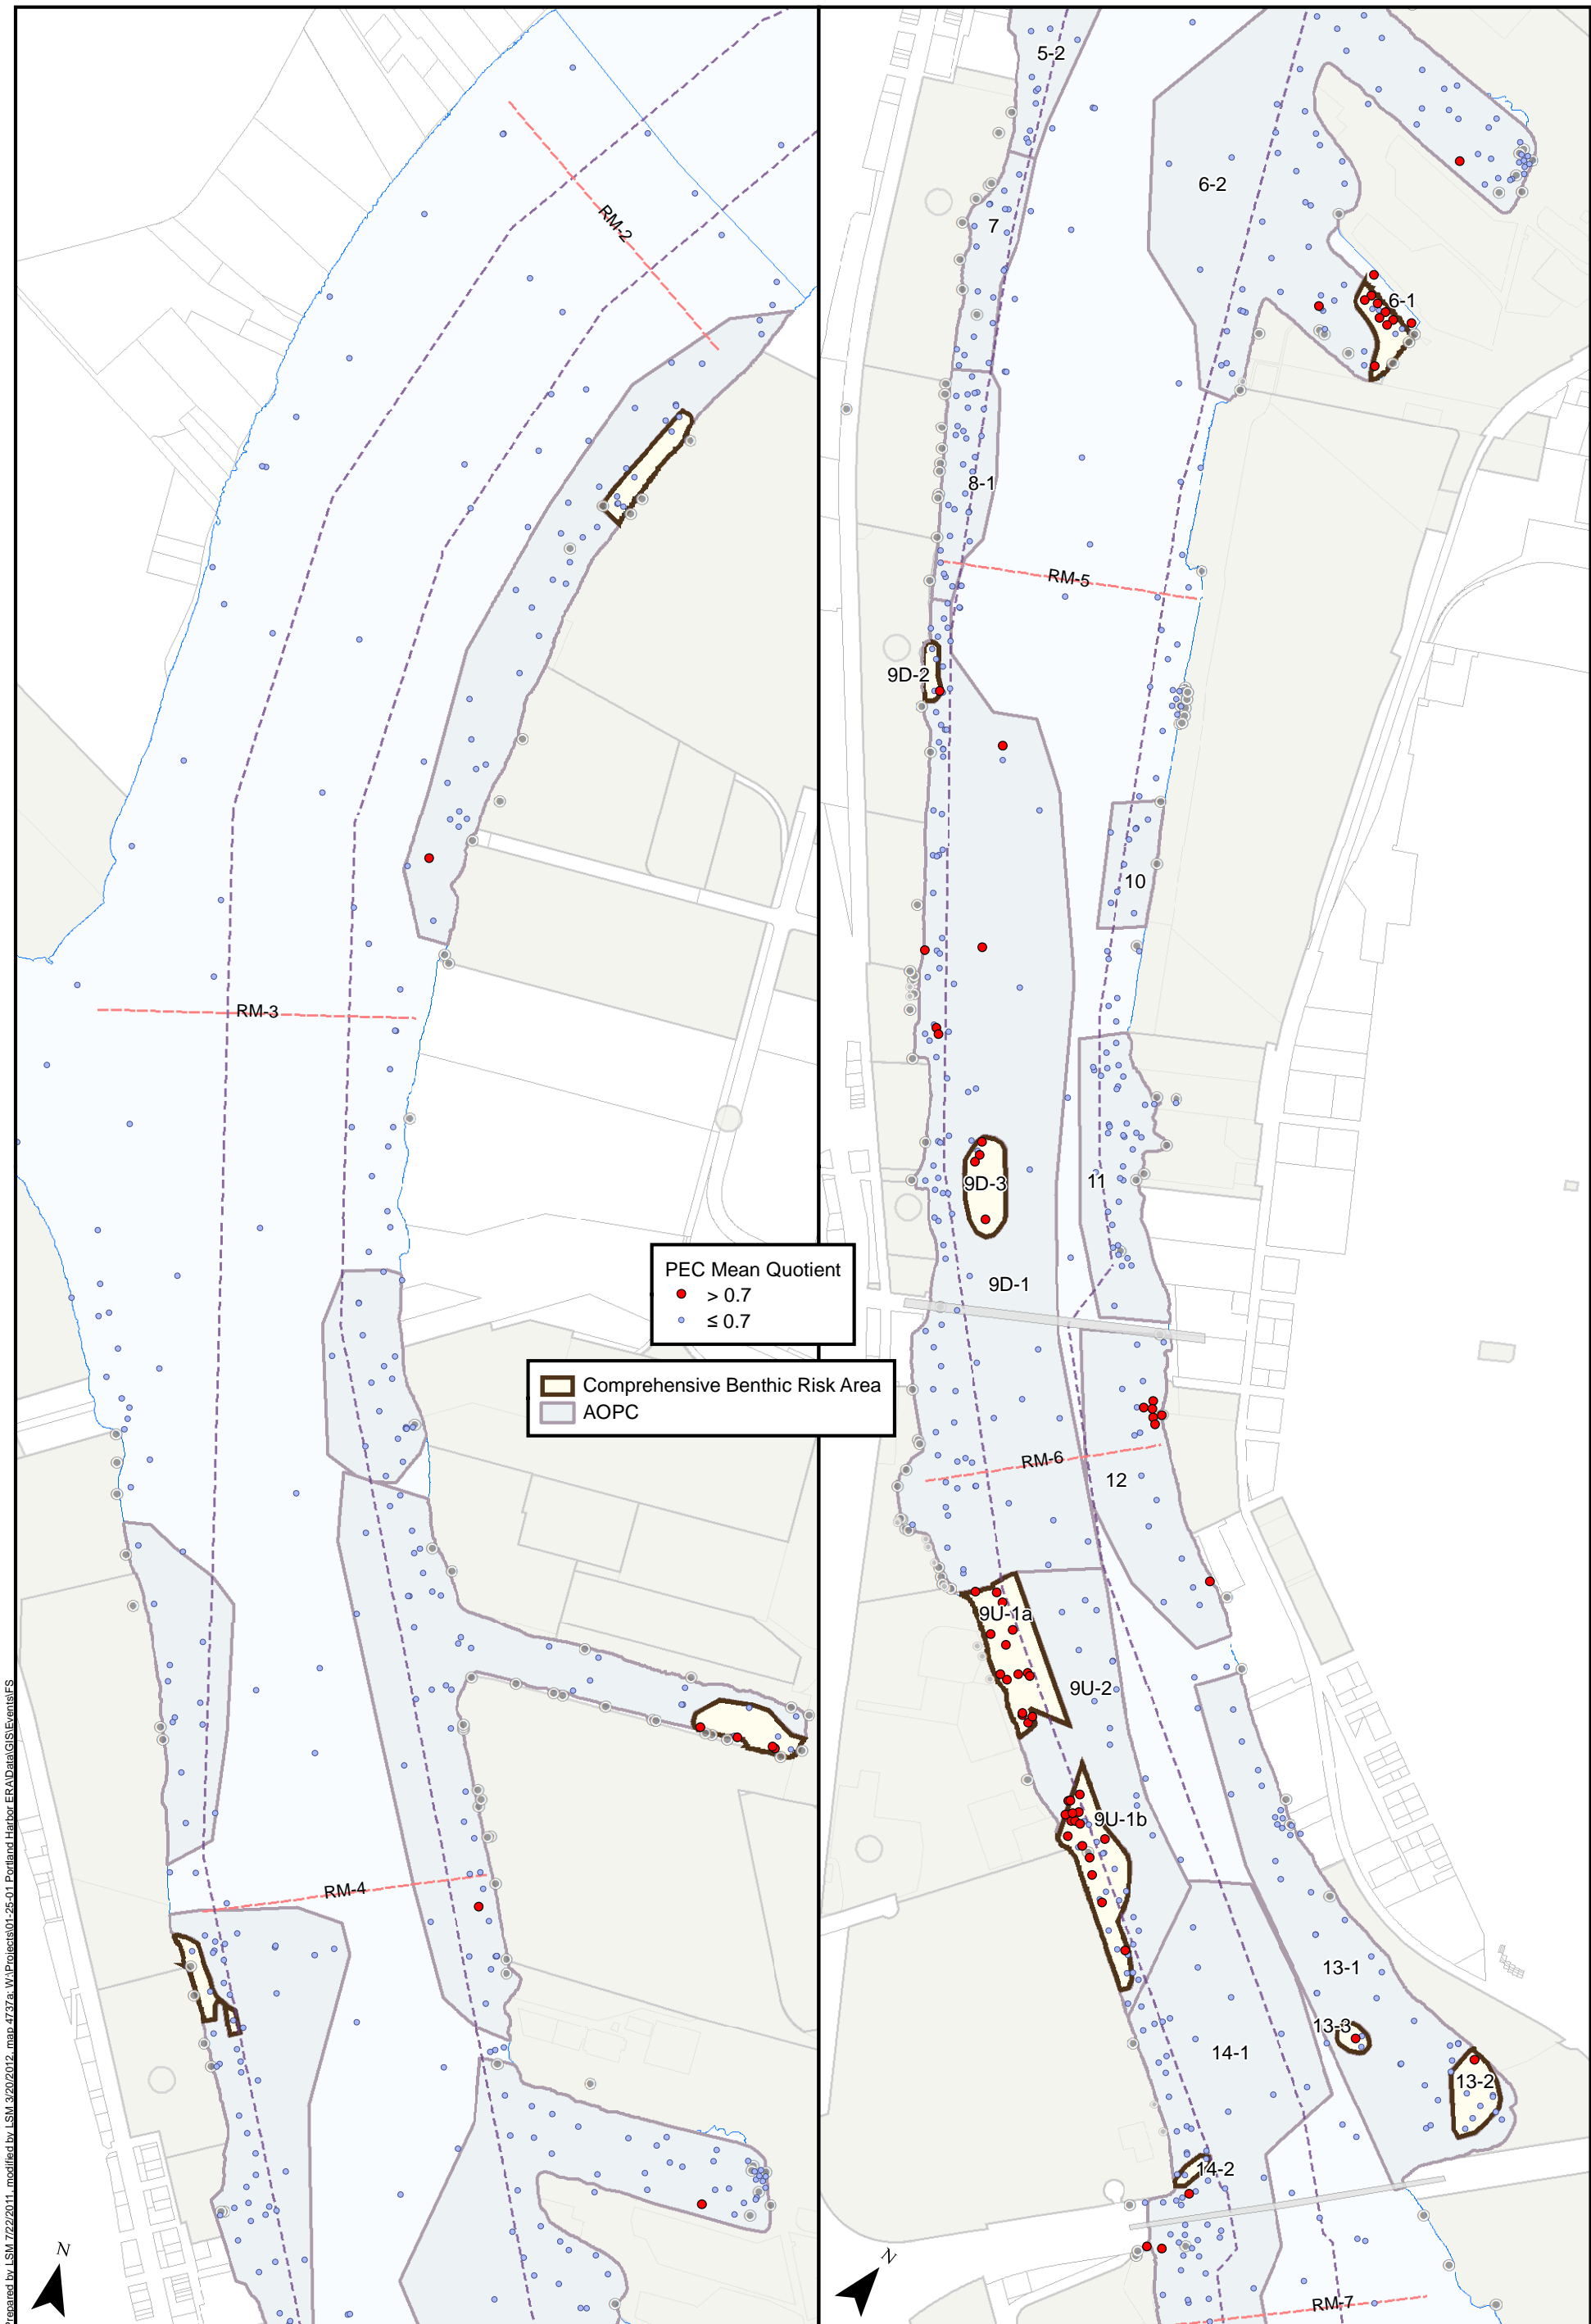 RM-2
RM-3
RM-4
N
Prepared by LSM 7/22/2011, modified by LSM 3/20/2012, map 4737a; W:\Projects\01-25-01 Portland Harbor ERA\Data\GIS\Events\FS
PEC Mean Quotient
> 0.7
≤ 0.7
Comprehensive Benthic Risk Area
AOPC
5-2
6-2
7
6-1
8-1
RM-5
9D-2
10
11
9D-3
9D-1
RM-6
12
9U-1a
9U-2
9U-1b
13-1
13-3
14-1
13-2
14-2
N
RM-7